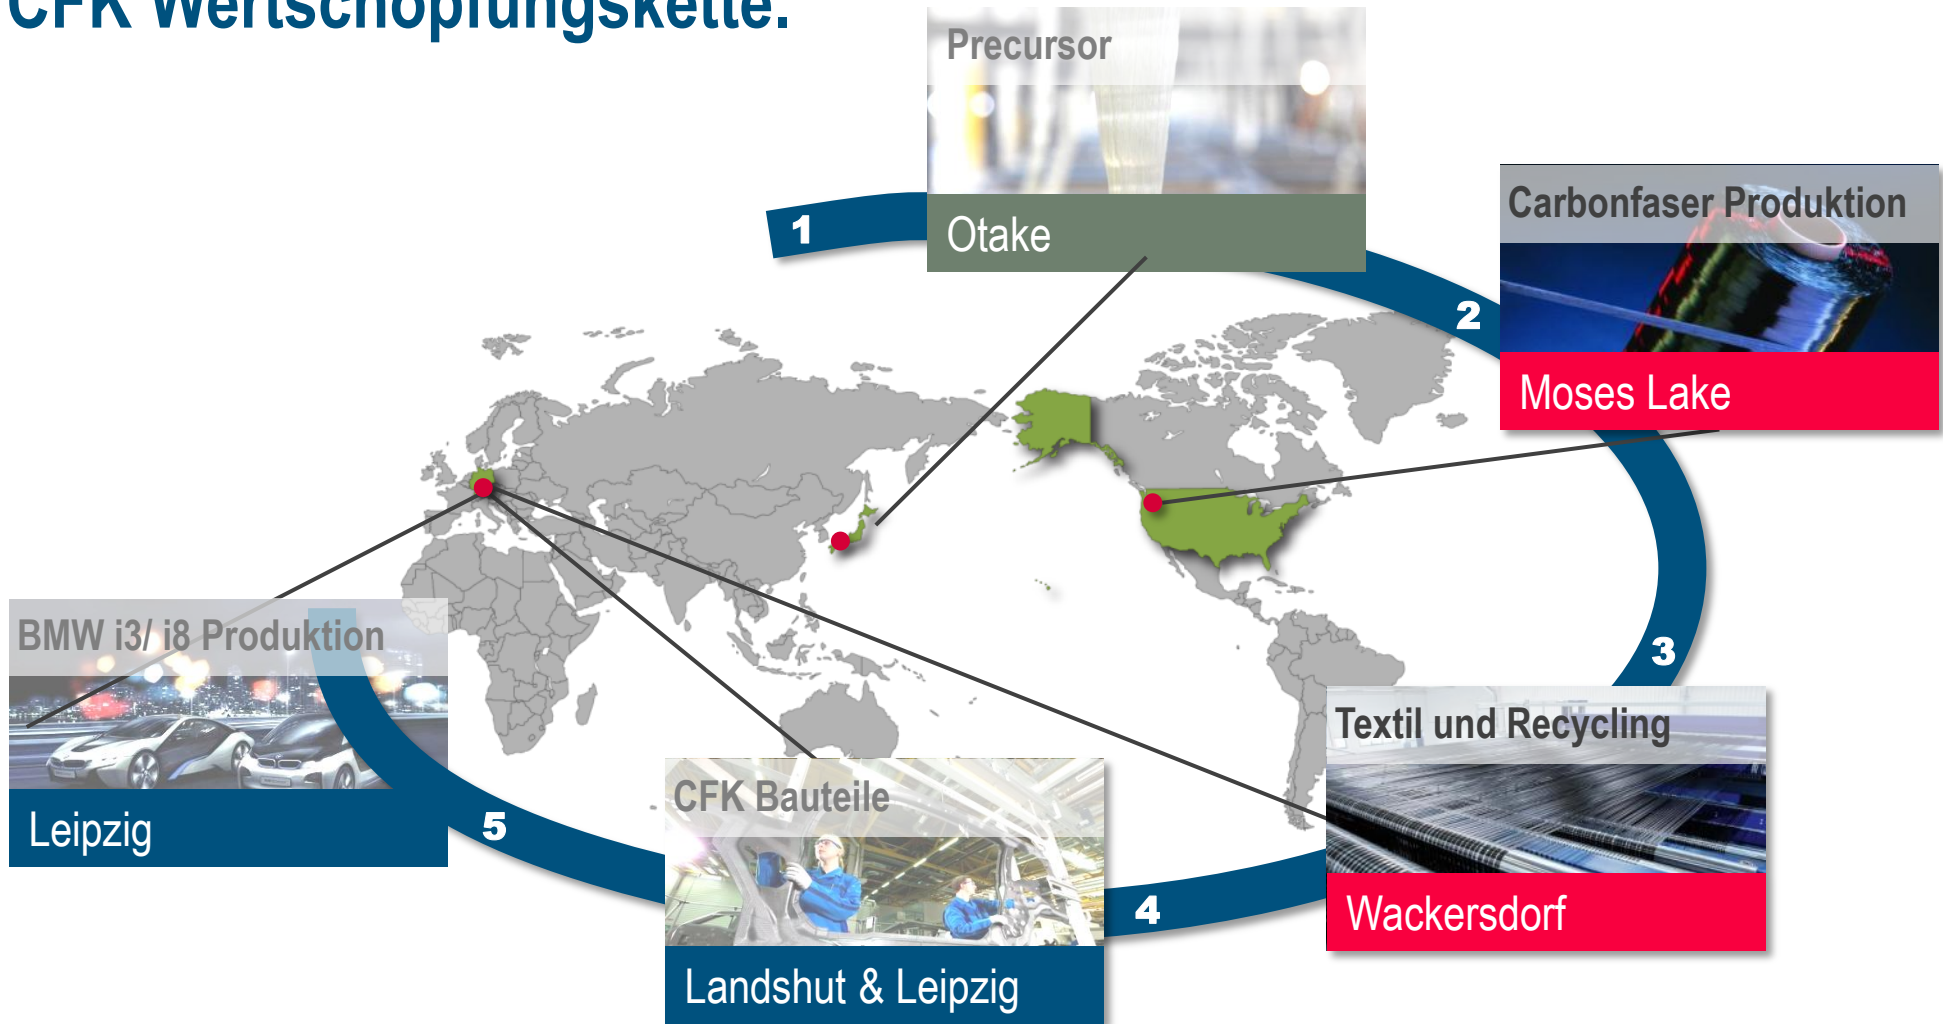 CFK Wertschöpfungskette.
1
Precursor
Otake
2
Carbonfaser Produktion
Moses Lake
3
Textil und Recycling
Wackersdorf
4
CFK Bauteile
Landshut & Leipzig
5
BMW i3/ i8 Produktion
Leipzig